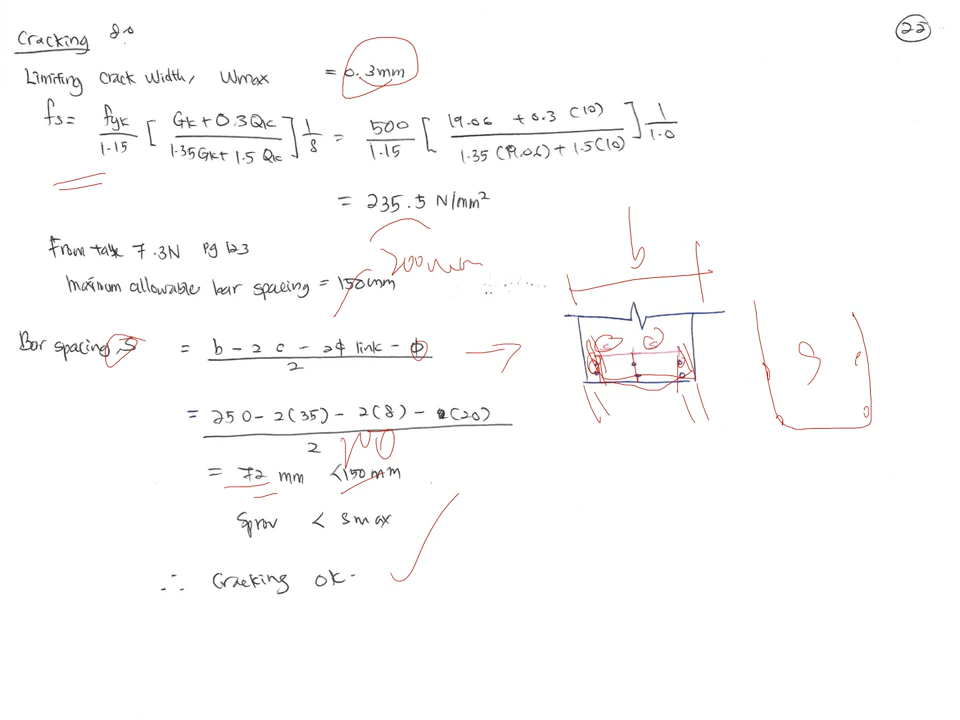 22
Cracking
Limiting crack width, Wmax = 0.3mm
fs = fyk/1.15 [ Gk + 0.3Qk / 1.35Gk + 1.5 Qk ] 1/δ = 500/1.15 [ 19.06 + 0.3 (10) / 1.35 (19.06) + 1.5(10) ] 1/1.0
= 235.5 N/mm²
From table 7.3N pg 123
200mm
b
maximum allowable bar spacing = 150mm
Bar spacing, S = b - 2 c - 2ϕ link - ϕ / 2
= 250 - 2(35) - 2(8) - (20) / 2
= 72 mm < 150 mm
200
Sprov < Smax
∴ Cracking ok.